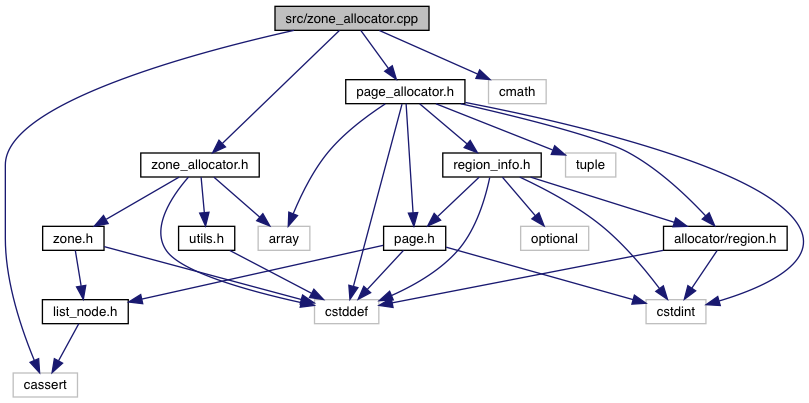 src/zone_allocator.cpp
page_allocator.h
cmath
zone_allocator.h
region_info.h
tuple
zone.h
utils.h
array
page.h
optional
allocator/region.h
list_node.h
cstddef
cstdint
cassert